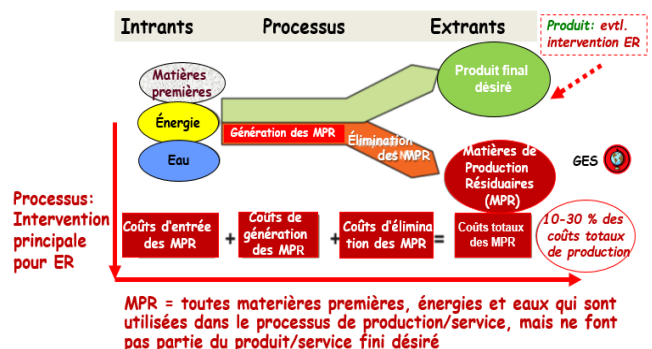 Intrants Processus Extrants
Produit: evtl.
intervention ER
Matières
premières
Produit final
désiré
Énergie
Génération des MPR
Élimination
des MPR
Eau
Matières de
Production
Résiduaires
(MPR)
GES
Processus:
Intervention
principale
pour ER
Coûts d'entrée
des MPR
+
Coûts de
génération
des MPR
+
Coûts d'élimina
tion des MPR
=
Coûts totaux
des MPR
10-30 % des
coûts totaux
de production
MPR = toutes materières premières, énergies et eaux qui sont
utilisées dans le processus de production/service, mais ne font
pas partie du produit/service fini désiré